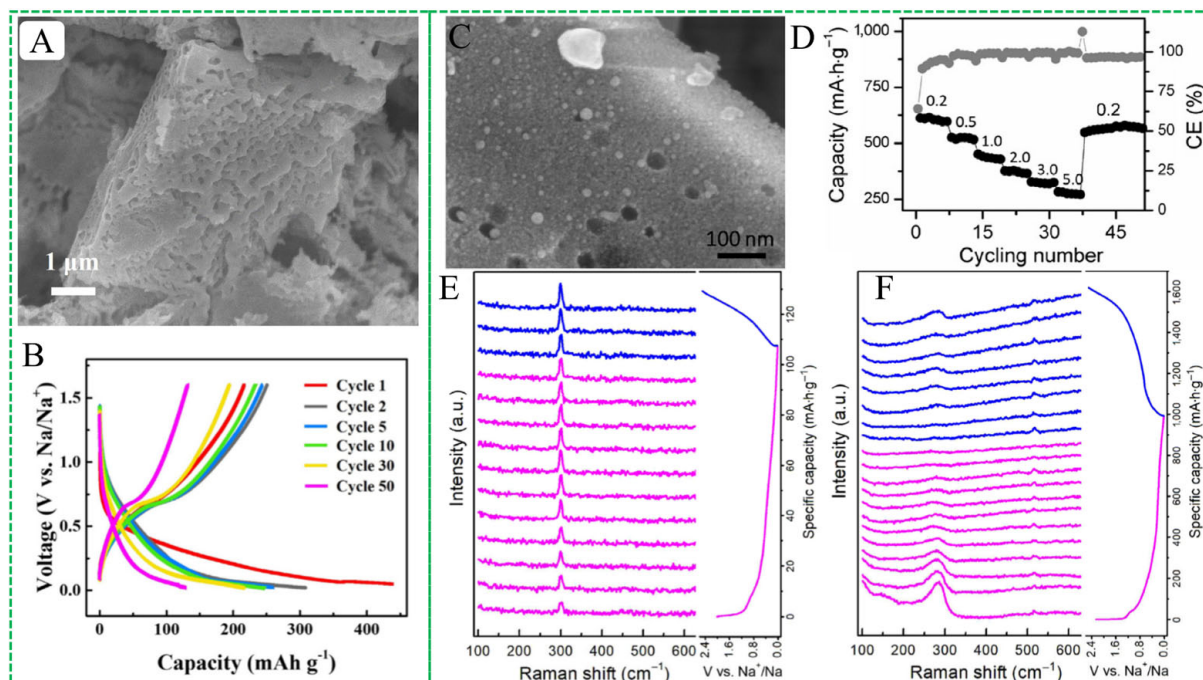 A
1 μm
B
Voltage (V vs. Na/Na⁺)
1.5
1.0
0.5
0.0
Cycle 1
Cycle 2
Cycle 5
Cycle 10
Cycle 30
Cycle 50
0 100 200 300 400
Capacity (mAh g⁻¹)
C
100 nm
D
Capacity (mA·h·g⁻¹)
1,000
750
500
250
0.2
0.5
1.0
2.0
3.0
5.0
0.2
100
75
50
25
0
CE (%)
0 15 30 45
Cycling number
E
Intensity (a.u.)
100 200 300 400 500 600
Raman shift (cm⁻¹)
2.4 1.6 0.8 0.0
V vs. Na⁺/Na
120
100
80
60
40
20
0
Specific capacity (mA·h·g⁻¹)
F
Intensity (a.u.)
100 200 300 400 500 600
Raman shift (cm⁻¹)
2.4 1.6 0.8 0.0
V vs. Na⁺/Na
1,600
1,400
1,200
1,000
800
600
400
200
0
Specific capacity (mA·h·g⁻¹)